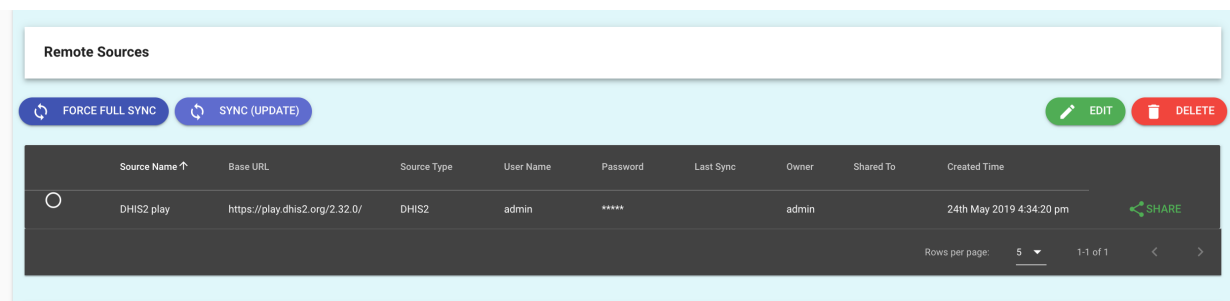 Remote Sources
FORCE FULL SYNC SYNC (UPDATE) EDIT DELETE
Source Name Base URL Source Type User Name Password Last Sync Owner Shared To Created Time
DHIS2 play https://play.dhis2.org/2.32.0/ DHIS2 admin ***** admin 24th May 2019 4:34:20 pm SHARE
Rows per page: 5 1-1 of 1